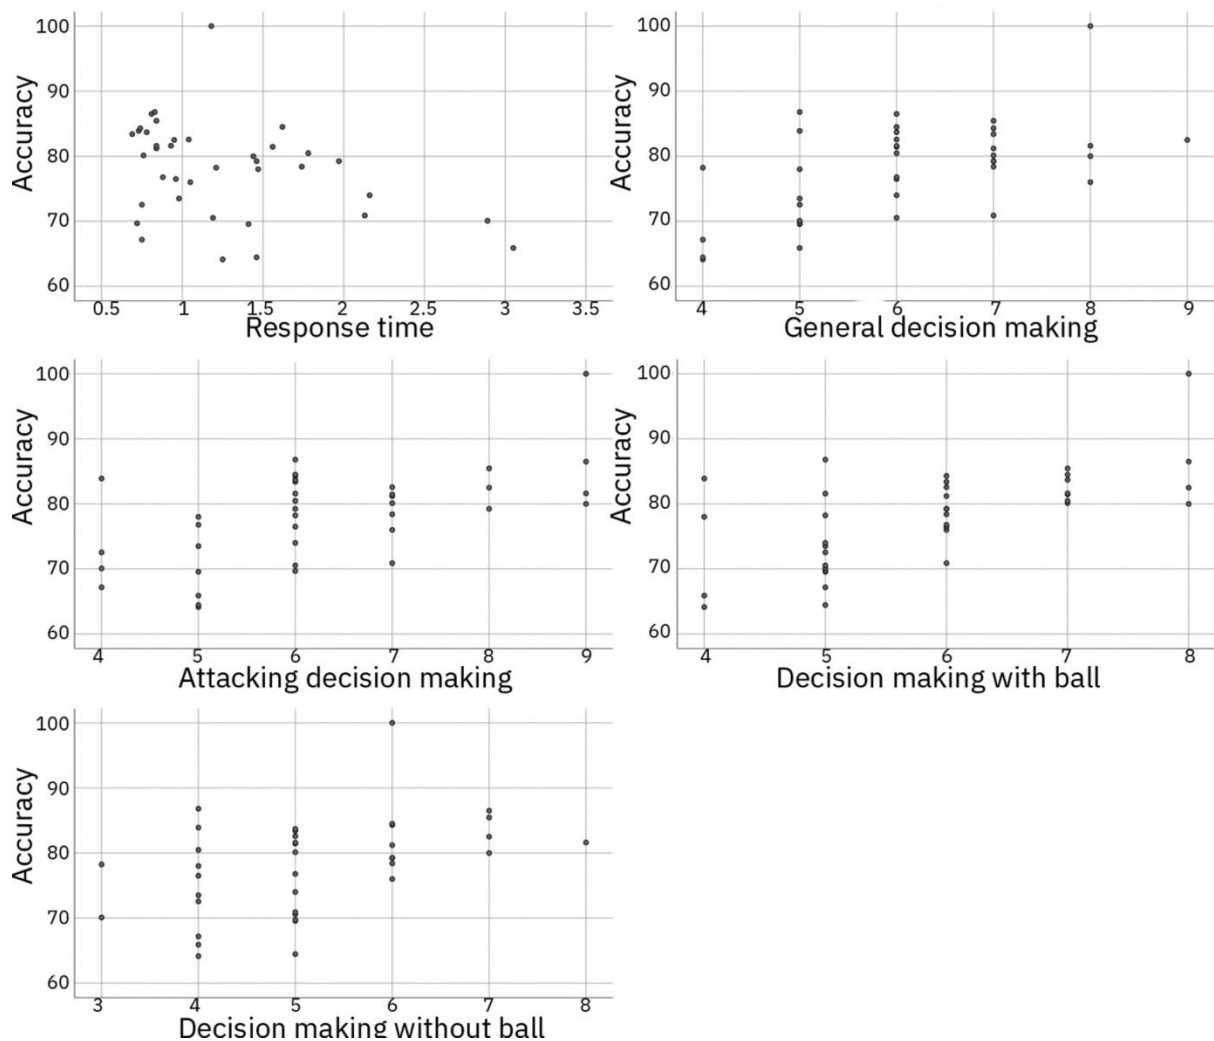 100
90
80
70
60
Accuracy
0.5 1 1.5 2 2.5 3 3.5
Response time
100
90
80
70
60
Accuracy
4 5 6 7 8 9
General decision making
100
90
80
70
60
Accuracy
4 5 6 7 8 9
Attacking decision making
100
90
80
70
60
Accuracy
4 5 6 7 8
Decision making with ball
100
90
80
70
60
Accuracy
3 4 5 6 7 8
Decision making without ball